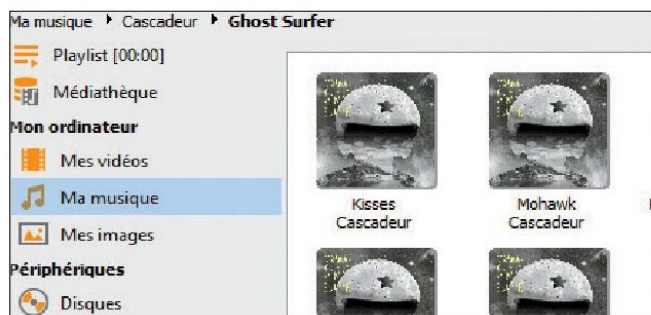 Ma musique ▶ Cascadeur ▶ Ghost Surfer
Playlist [00:00]
Médiathèque
Mon ordinateur
Mes vidéos
Ma musique
Mes images
Périphériques
Disques
Kisses
Cascadeur
Mohawk
Cascadeur